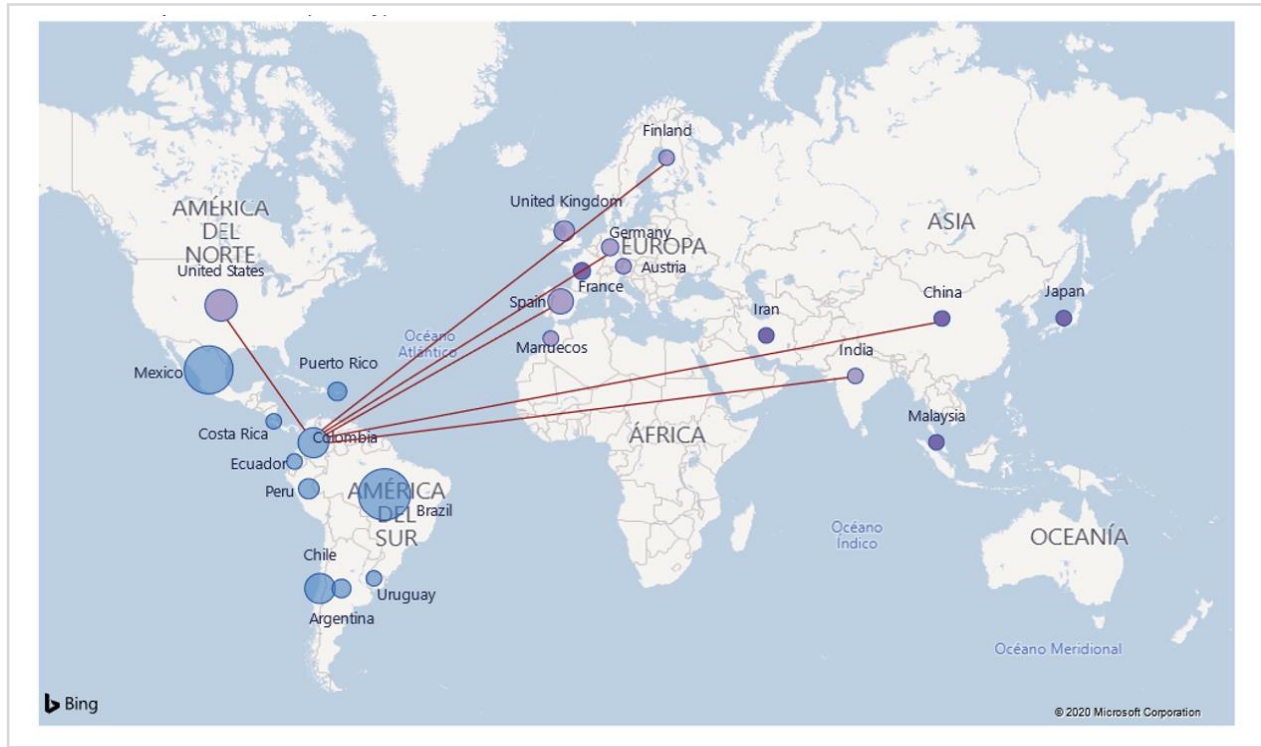 Finland
United Kingdom
AMÉRICA
DEL
NORTE
ASIA
Germany
EUROPA
United States
Austria
France
Spain
Iran
China
Japan
Océano
Atlántico
Marruecos
India
Mexico
Puerto Rico
Malaysia
Costa Rica
Colombia
ÁFRICA
Ecuador
Peru
AMÉRICA
DEL
SUR
Brazil
Océano
Índico
OCEANÍA
Chile
Uruguay
Argentina
Océano Meridional
Bing
© 2020 Microsoft Corporation